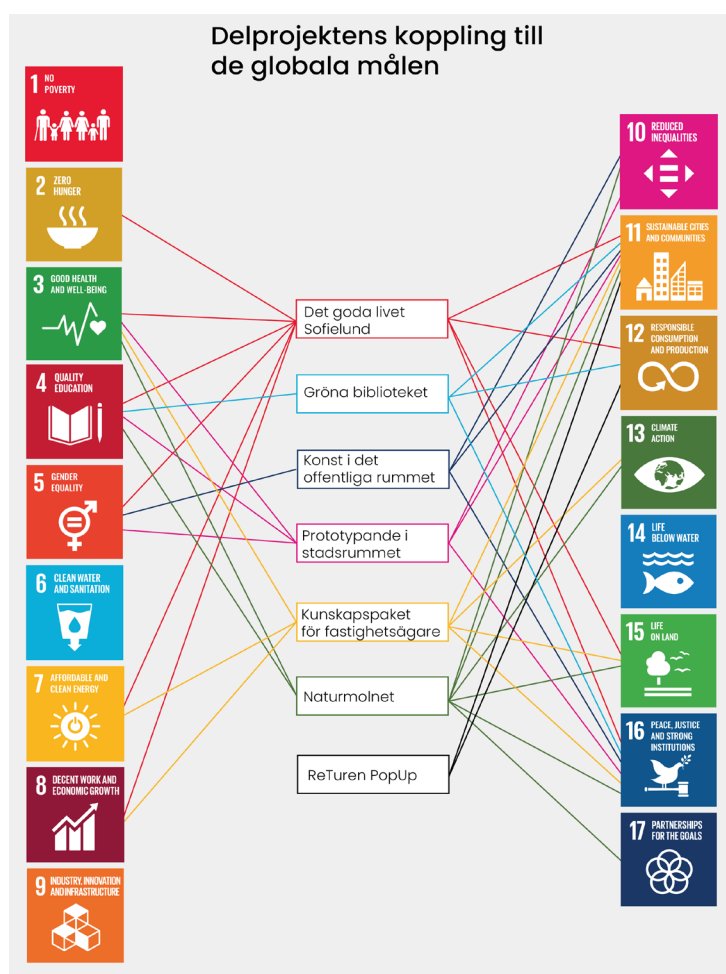 Delprojektens koppling till
de globala målen
1 NO
POVERTY
2 ZERO
HUNGER
3 GOOD HEALTH
AND WELL-BEING
4 QUALITY
EDUCATION
5 GENDER
EQUALITY
6 CLEAN WATER
AND SANITATION
7 AFFORDABLE AND
CLEAN ENERGY
8 DECENT WORK AND
ECONOMIC GROWTH
9 INDUSTRY, INNOVATION
AND INFRASTRUCTURE
Det goda livet
Sofielund
Gröna biblioteket
Konst i det
offentliga rummet
Prototypande i
stadsrummet
Kunskapspaket
för fastighetsägare
Naturmolnet
ReTuren PopUp
10 REDUCED
INEQUALITIES
11 SUSTAINABLE CITIES
AND COMMUNITIES
12 RESPONSIBLE
CONSUMPTION
AND PRODUCTION
13 CLIMATE
ACTION
14 LIFE
BELOW WATER
15 LIFE
ON LAND
16 PEACE, JUSTICE
AND STRONG
INSTITUTIONS
17 PARTNERSHIPS
FOR THE GOALS